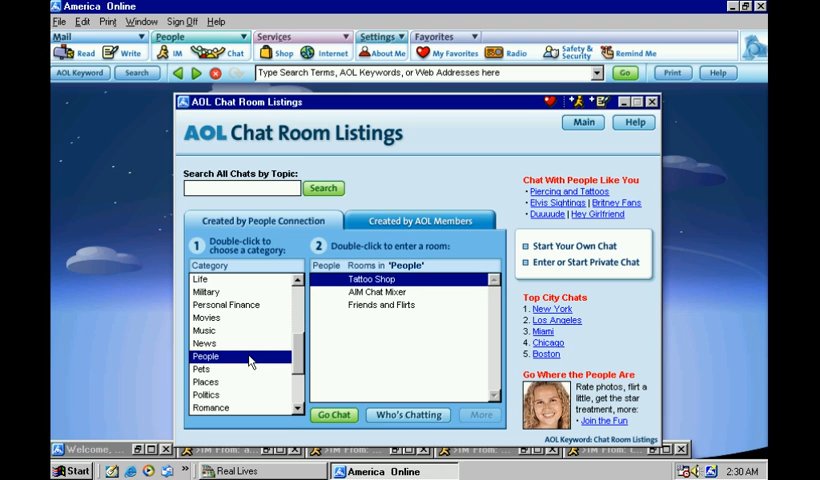 America Online
File Edit Print Window Sign Off Help
Mail People Services Settings Favorites
Read Write IM Chat Shop Internet About Me My Favorites Radio Safety & Security Remind Me
AOL Keyword Search Type Search Terms, AOL Keywords, or Web Addresses here Go Print Help
AOL Chat Room Listings
AOL Chat Room Listings
Main Help
Search All Chats by Topic:
Search
Created by People Connection
Created by AOL Members
1 Double-click to choose a category:
2 Double-click to enter a room:
Category
Life
Military
Personal Finance
Movies
Music
News
People
Pets
Places
Politics
Romance
People Rooms in 'People'
Tattoo Shop
AIM Chat Mixer
Friends and Flirts
Go Chat Who's Chatting More
Chat With People Like You
· Piercing and Tattoos
· Elvis Sightings | Britney Fans
· Duuuude | Hey Girlfriend
Start Your Own Chat
Enter or Start Private Chat
Top City Chats
1. New York
2. Los Angeles
3. Miami
4. Chicago
5. Boston
Go Where the People Are
Rate photos, flirt a
little, get the star
treatment, more:
· Join the Fun
AOL Keyword: Chat Room Listings
Welcome,
Start » Real Lives America Online 2:30 AM